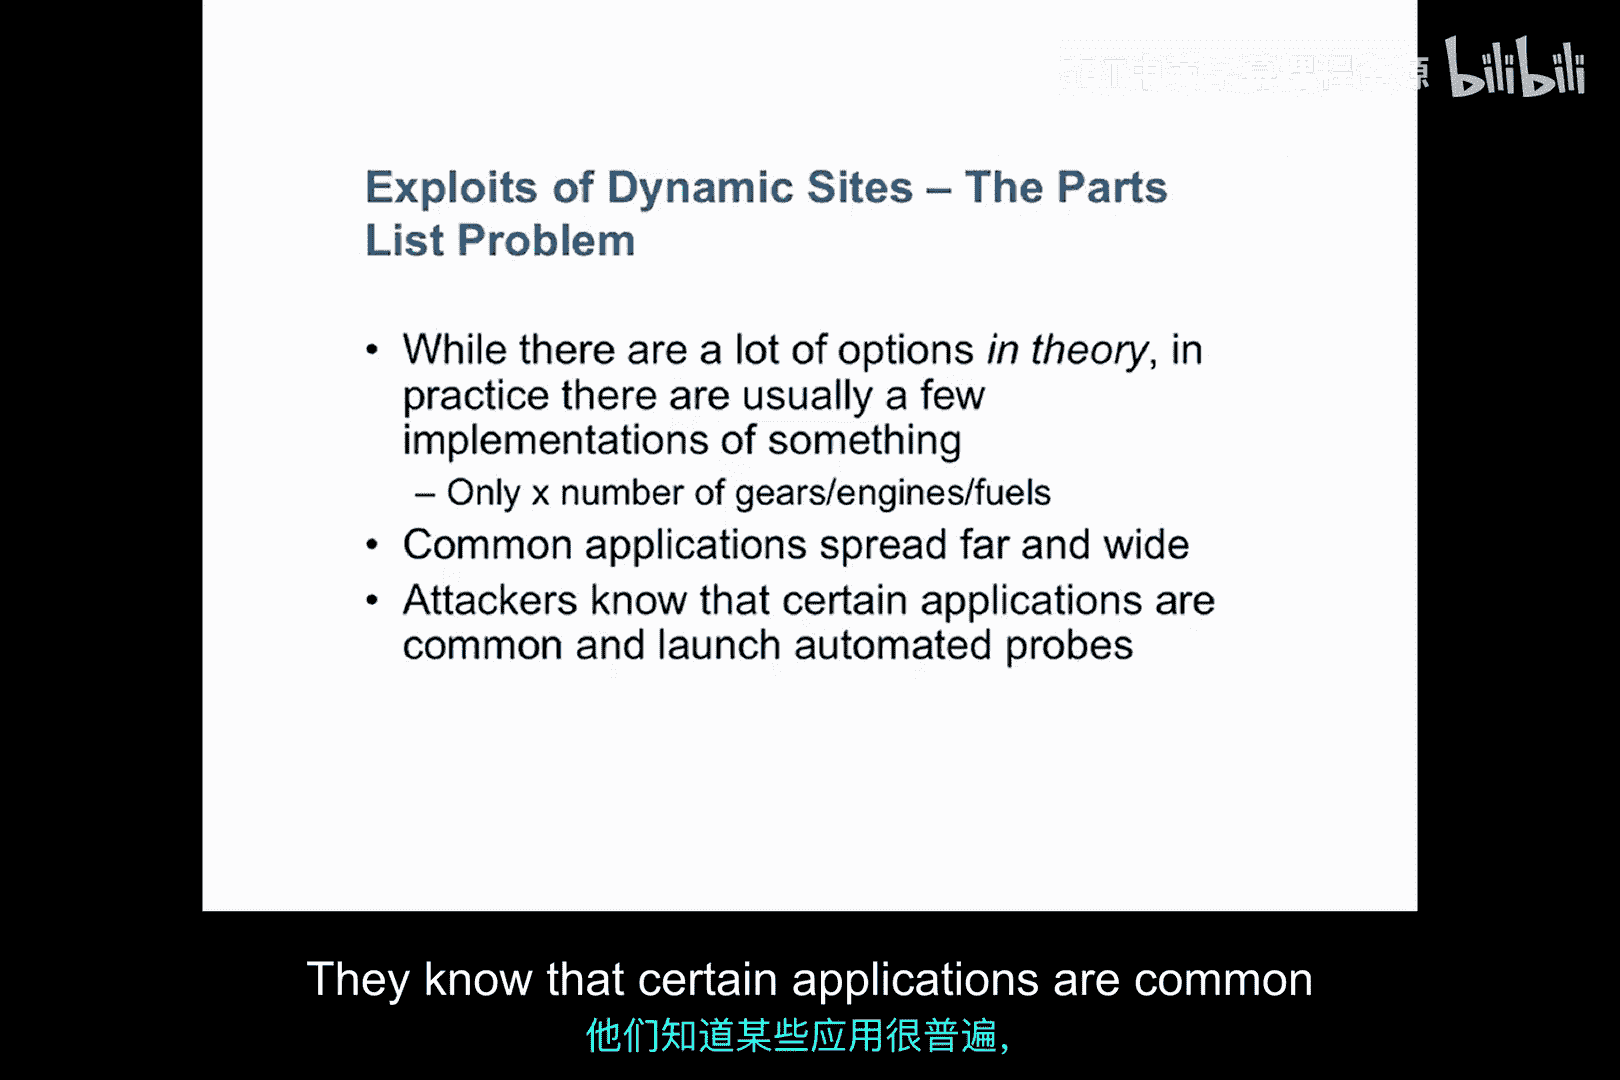 bilibili
Exploits of Dynamic Sites – The Parts
List Problem
• While there are a lot of options in theory, in
practice there are usually a few
implementations of something
– Only x number of gears/engines/fuels
• Common applications spread far and wide
• Attackers know that certain applications are
common and launch automated probes
They know that certain applications are common
他们知道某些应用很普遍,